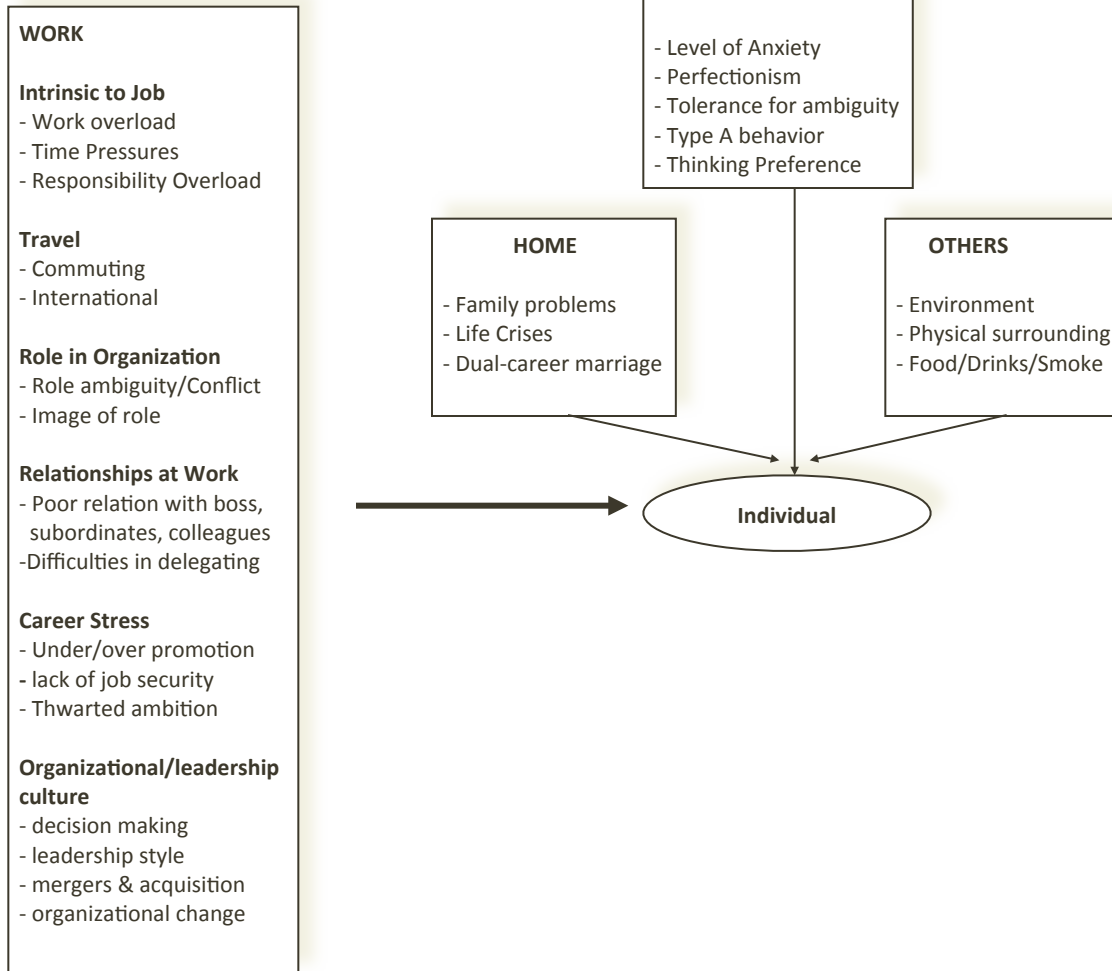 WORK
Intrinsic to Job
- Work overload
- Time Pressures
- Responsibility Overload
Travel
- Commuting
- International
Role in Organization
- Role ambiguity/Conflict
- Image of role
Relationships at Work
- Poor relation with boss,
subordinates, colleagues
-Difficulties in delegating
Career Stress
- Under/over promotion
- lack of job security
- Thwarted ambition
Organizational/leadership
culture
- decision making
- leadership style
- mergers & acquisition
- organizational change
- Level of Anxiety
- Perfectionism
- Tolerance for ambiguity
- Type A behavior
- Thinking Preference
HOME
- Family problems
- Life Crises
- Dual-career marriage
OTHERS
- Environment
- Physical surrounding
- Food/Drinks/Smoke
Individual